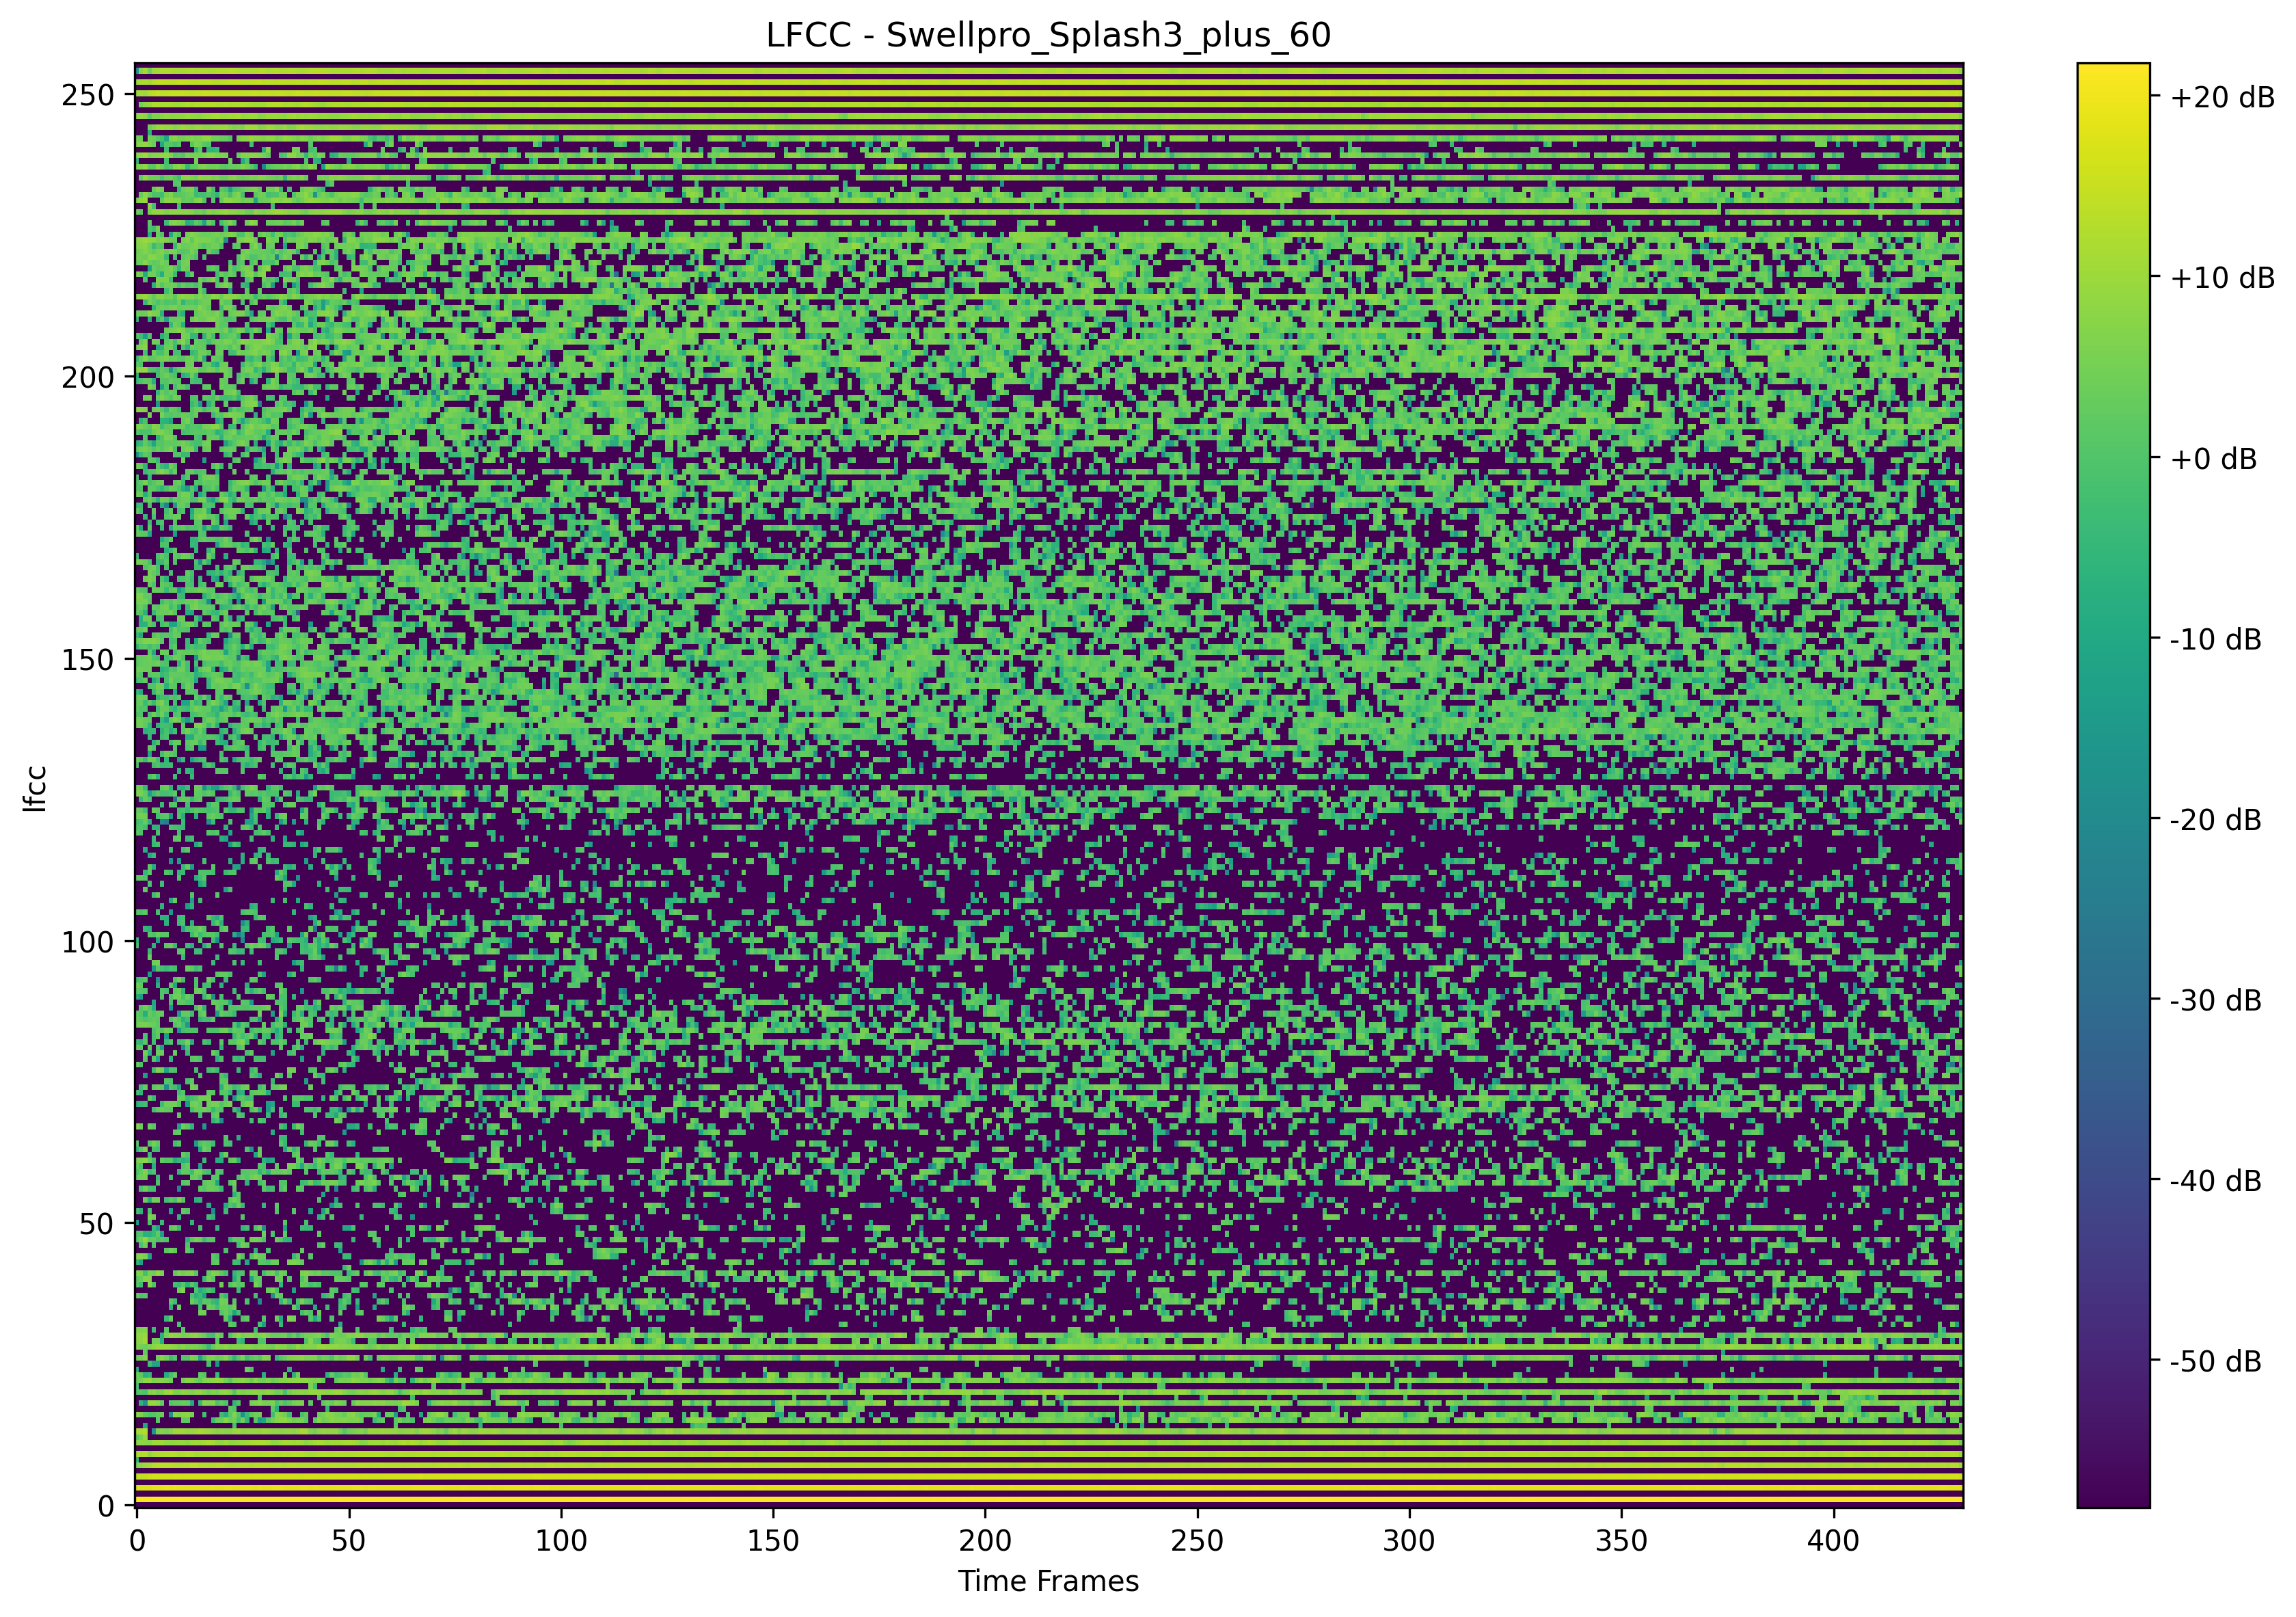 LFCC - Swellpro_Splash3_plus_60
250
200
150
100
50
0
lfcc
0 50 100 150 200 250 300 350 400
Time Frames
+20 dB
+10 dB
+0 dB
-10 dB
-20 dB
-30 dB
-40 dB
-50 dB